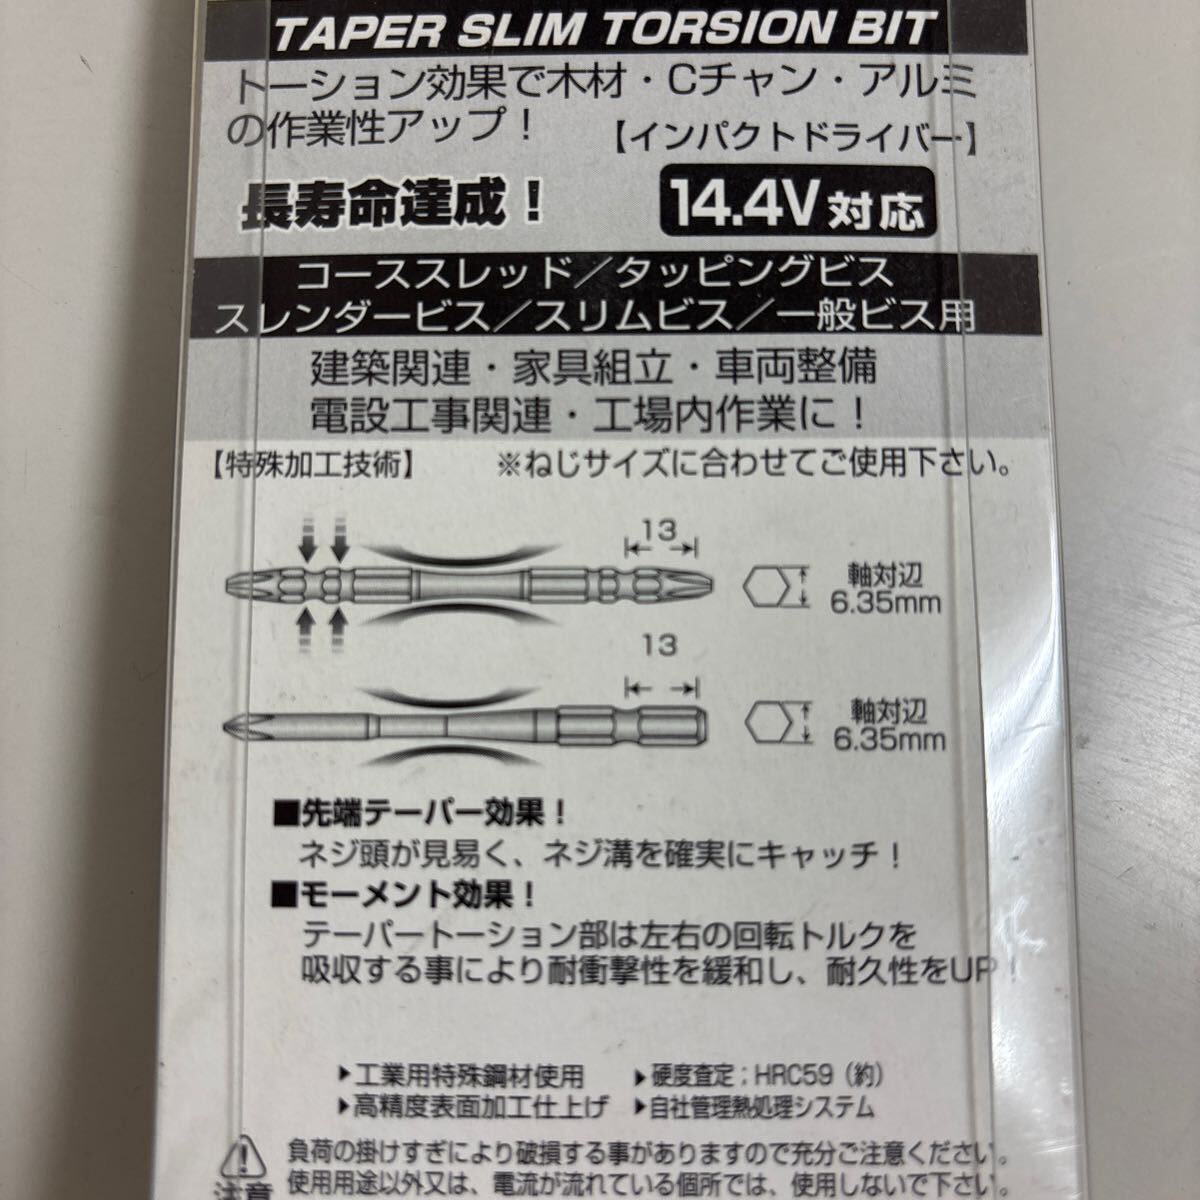 TAPER SLIM TORSION BIT
トーション効果で木材・Cチャン・アルミ
の作業性アップ！
【インパクトドライバー】
長寿命達成！
14.4V対応
コーススレッド／タッピングビス
スレンダービス／スリムビス／一般ビス用
建築関連・家具組立・車両整備
電設工事関連・工場内作業に！
【特殊加工技術】 ※ねじサイズに合わせてご使用下さい。
13
軸対辺
6.35mm
13
軸対辺
6.35mm
■先端テーパー効果！
ネジ頭が見易く、ネジ溝を確実にキャッチ！
■モーメント効果！
テーパートーション部は左右の回転トルクを
吸収する事により耐衝撃性を緩和し、耐久性をUP！
▶工業用特殊鋼材使用 ▶硬度査定；HRC59（約）
▶高精度表面加工仕上げ ▶自社管理熱処理システム
負荷の掛けすぎにより破損する事がありますので充分ご注意ください。
注意 使用用途以外又は、電流が流れている個所では、使用しないで下さい。